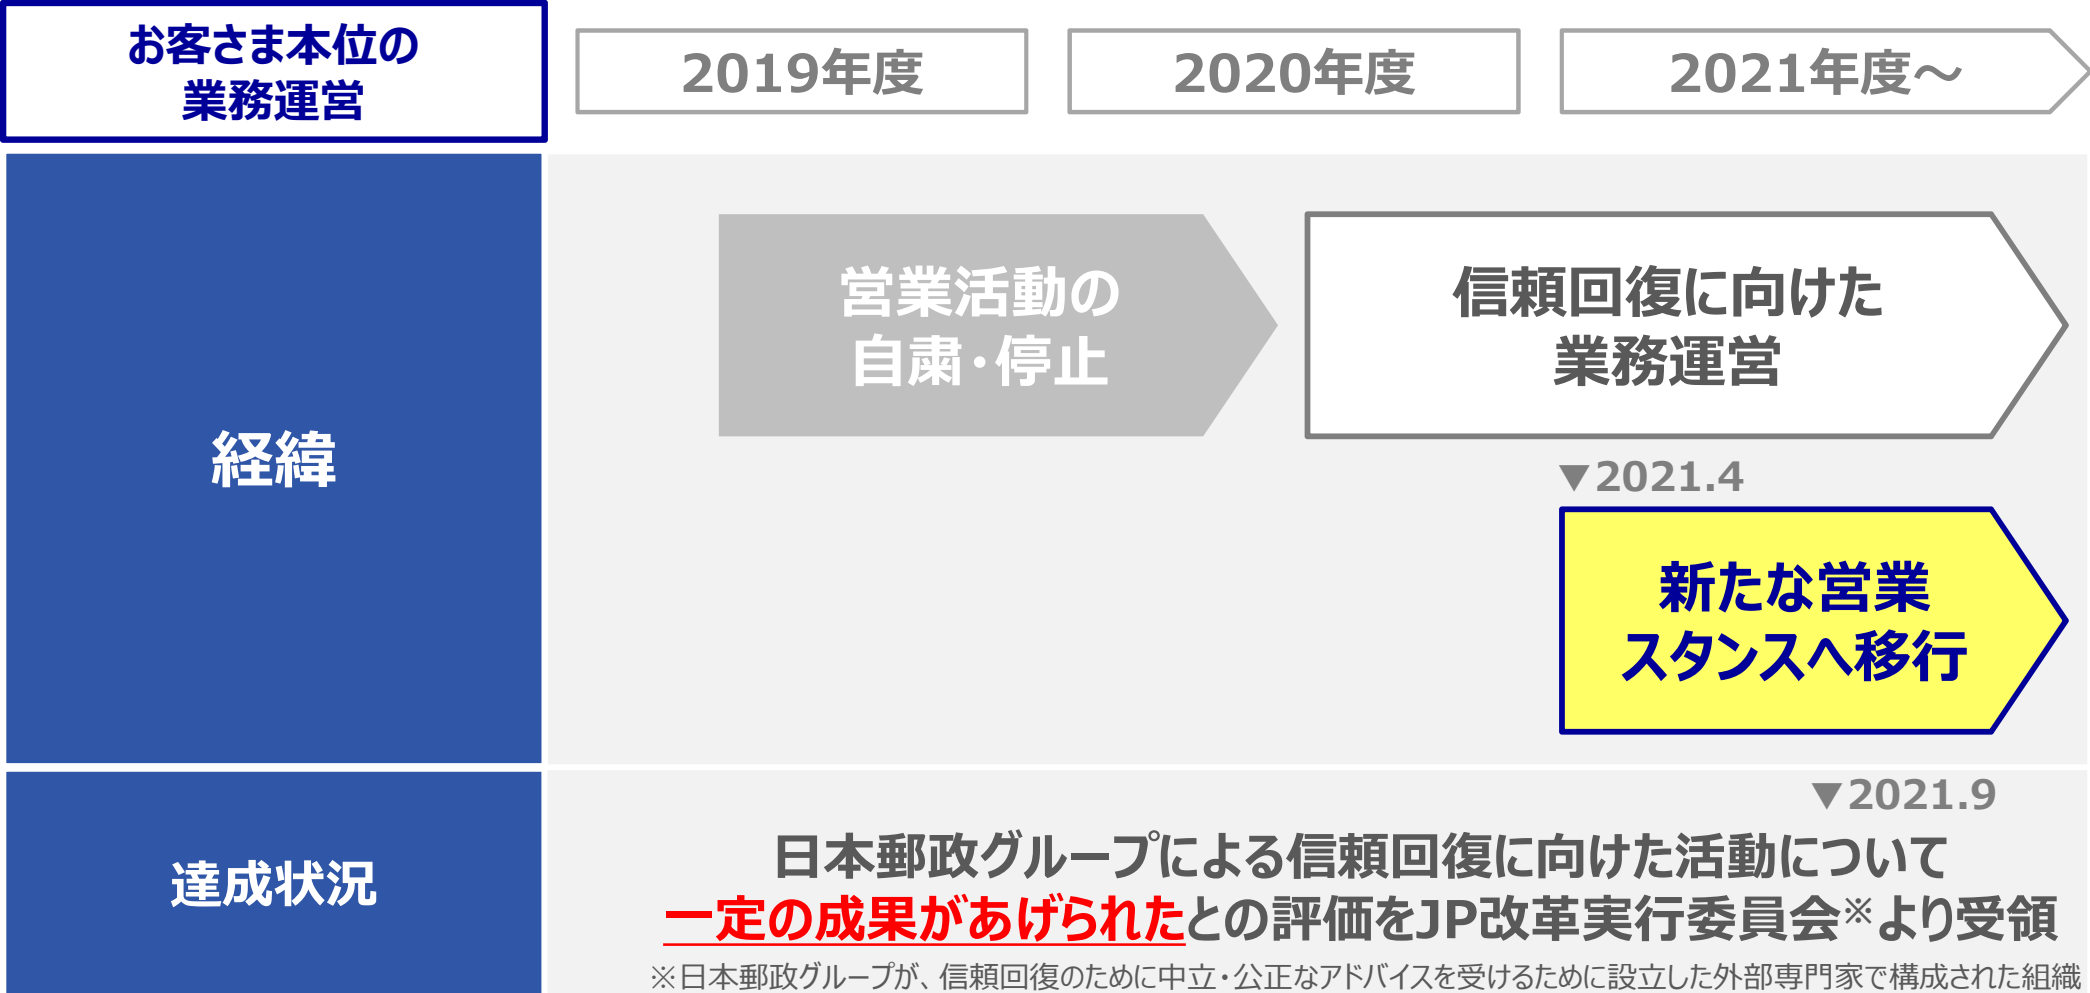 お客さま本位の
業務運営
2019年度
2020年度
2021年度～
経緯
営業活動の
自粛・停止
信頼回復に向けた
業務運営
▼2021.4
新たな営業
スタンスへ移行
達成状況
▼2021.9
日本郵政グループによる信頼回復に向けた活動について
一定の成果があげられたとの評価をJP改革実行委員会※より受領
※日本郵政グループが、信頼回復のために中立・公正なアドバイスを受けるために設立した外部専門家で構成された組織